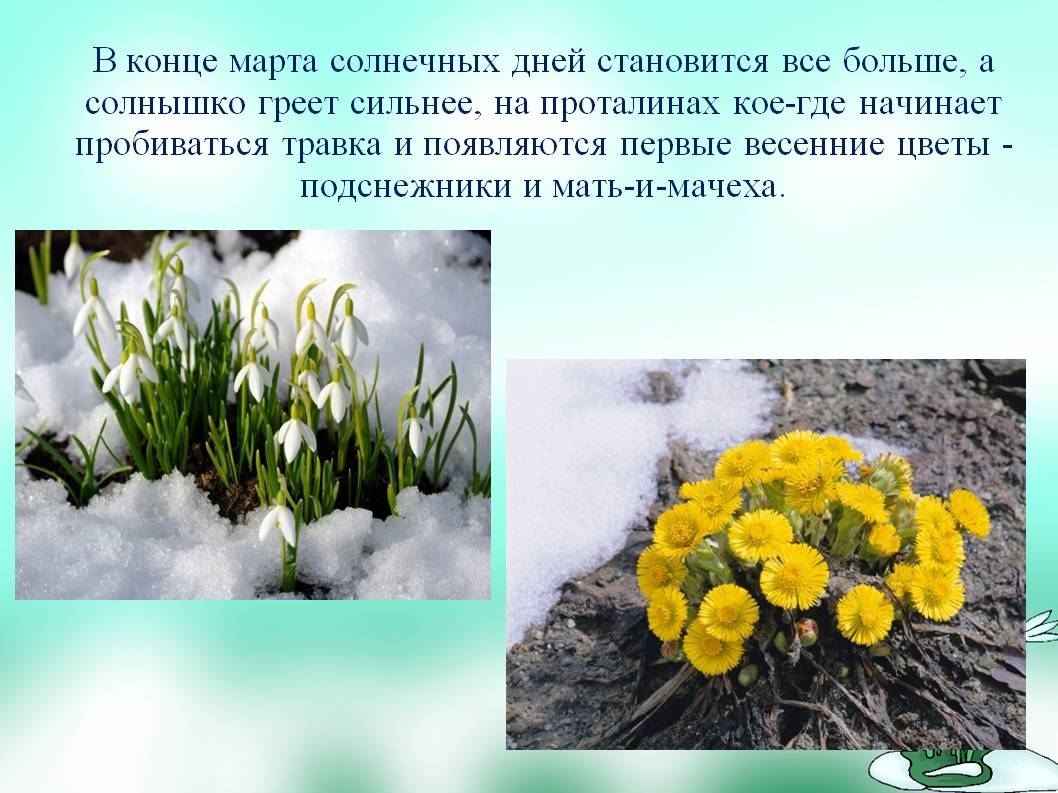 В конце марта солнечных дней становится все больше, а
солнышко греет сильнее, на проталинах кое-где начинает
пробиваться травка и появляются первые весенние цветы -
подснежники и мать-и-мачеха.